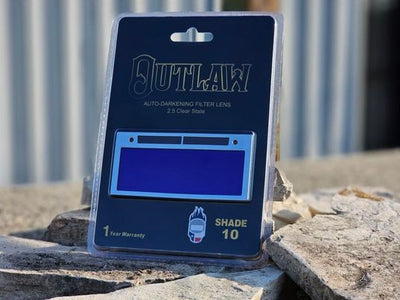 OUTLAW
AUTO-DARKENING FILTER LENS
2.5 Clear State
1 Year Warranty
SHADE
10